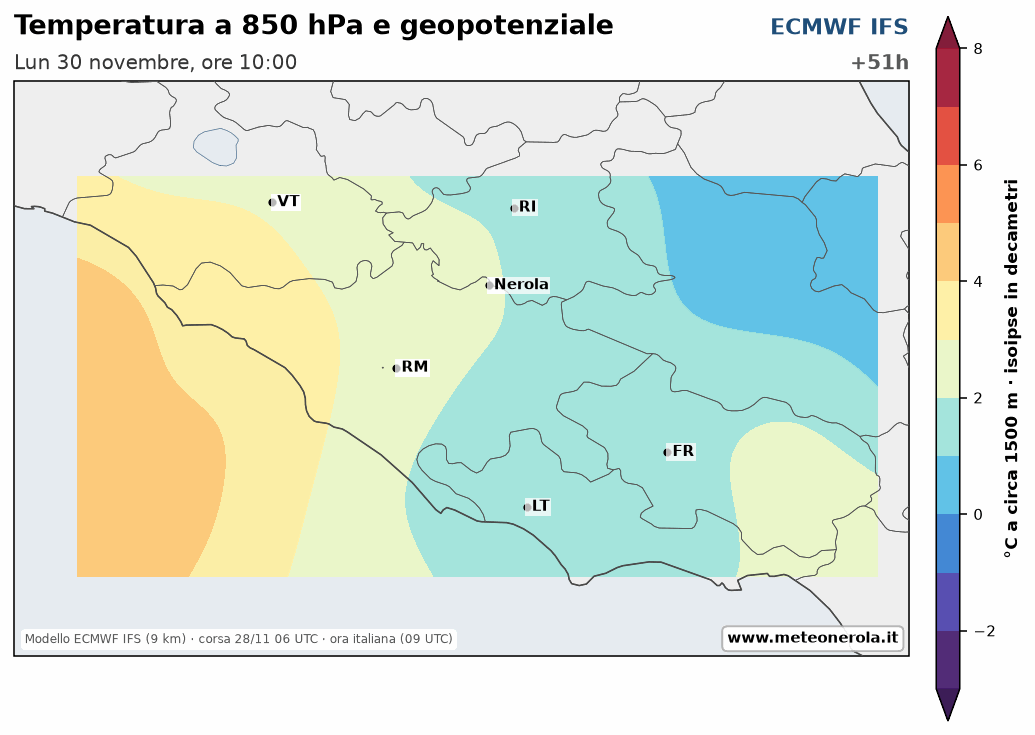 Temperatura a 850 hPa e geopotenziale
ECMWF IFS
Lun 30 novembre, ore 10:00
+51h
8
6
4
2
0
−2
°C a circa 1500 m · isoipse in decametri
VT
RI
Nerola
RM
FR
LT
Modello ECMWF IFS (9 km) · corsa 28/11 06 UTC · ora italiana (09 UTC)
www.meteonerola.it